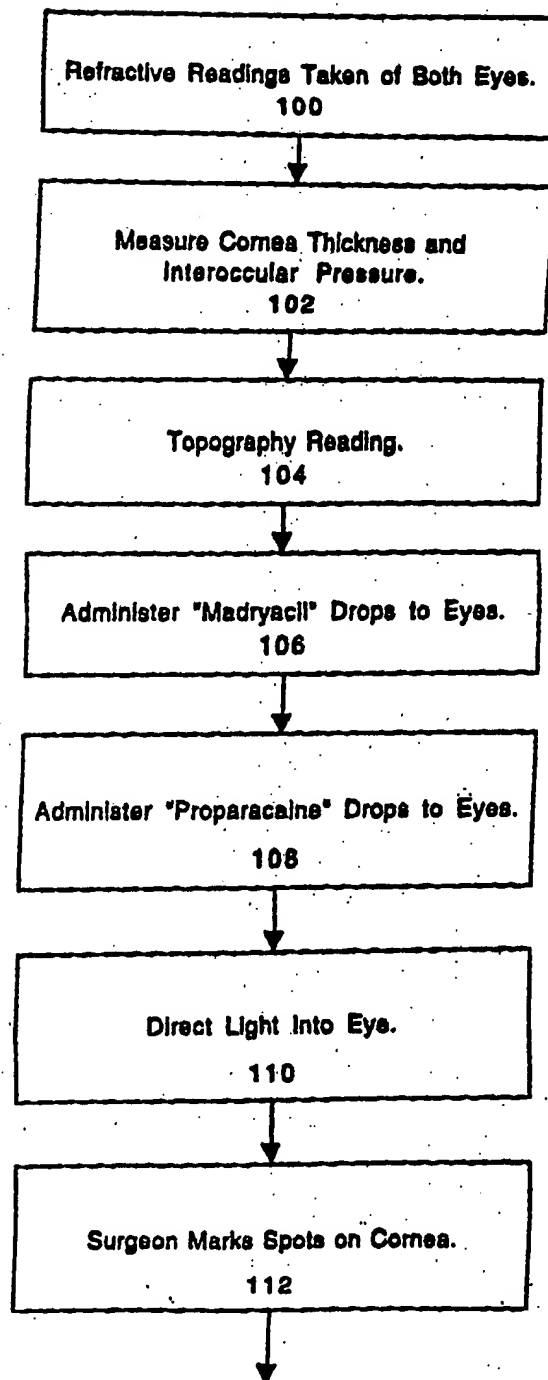 Refractive Readings Taken of Both Eyes.
100
Measure Cornea Thickness and
Interoccular Pressure.
102
Topography Reading.
104
Administer "Madryacil" Drops to Eyes.
106
Administer "Proparacaine" Drops to Eyes.
108
Direct Light Into Eye.
110
Surgeon Marks Spots on Cornea.
112